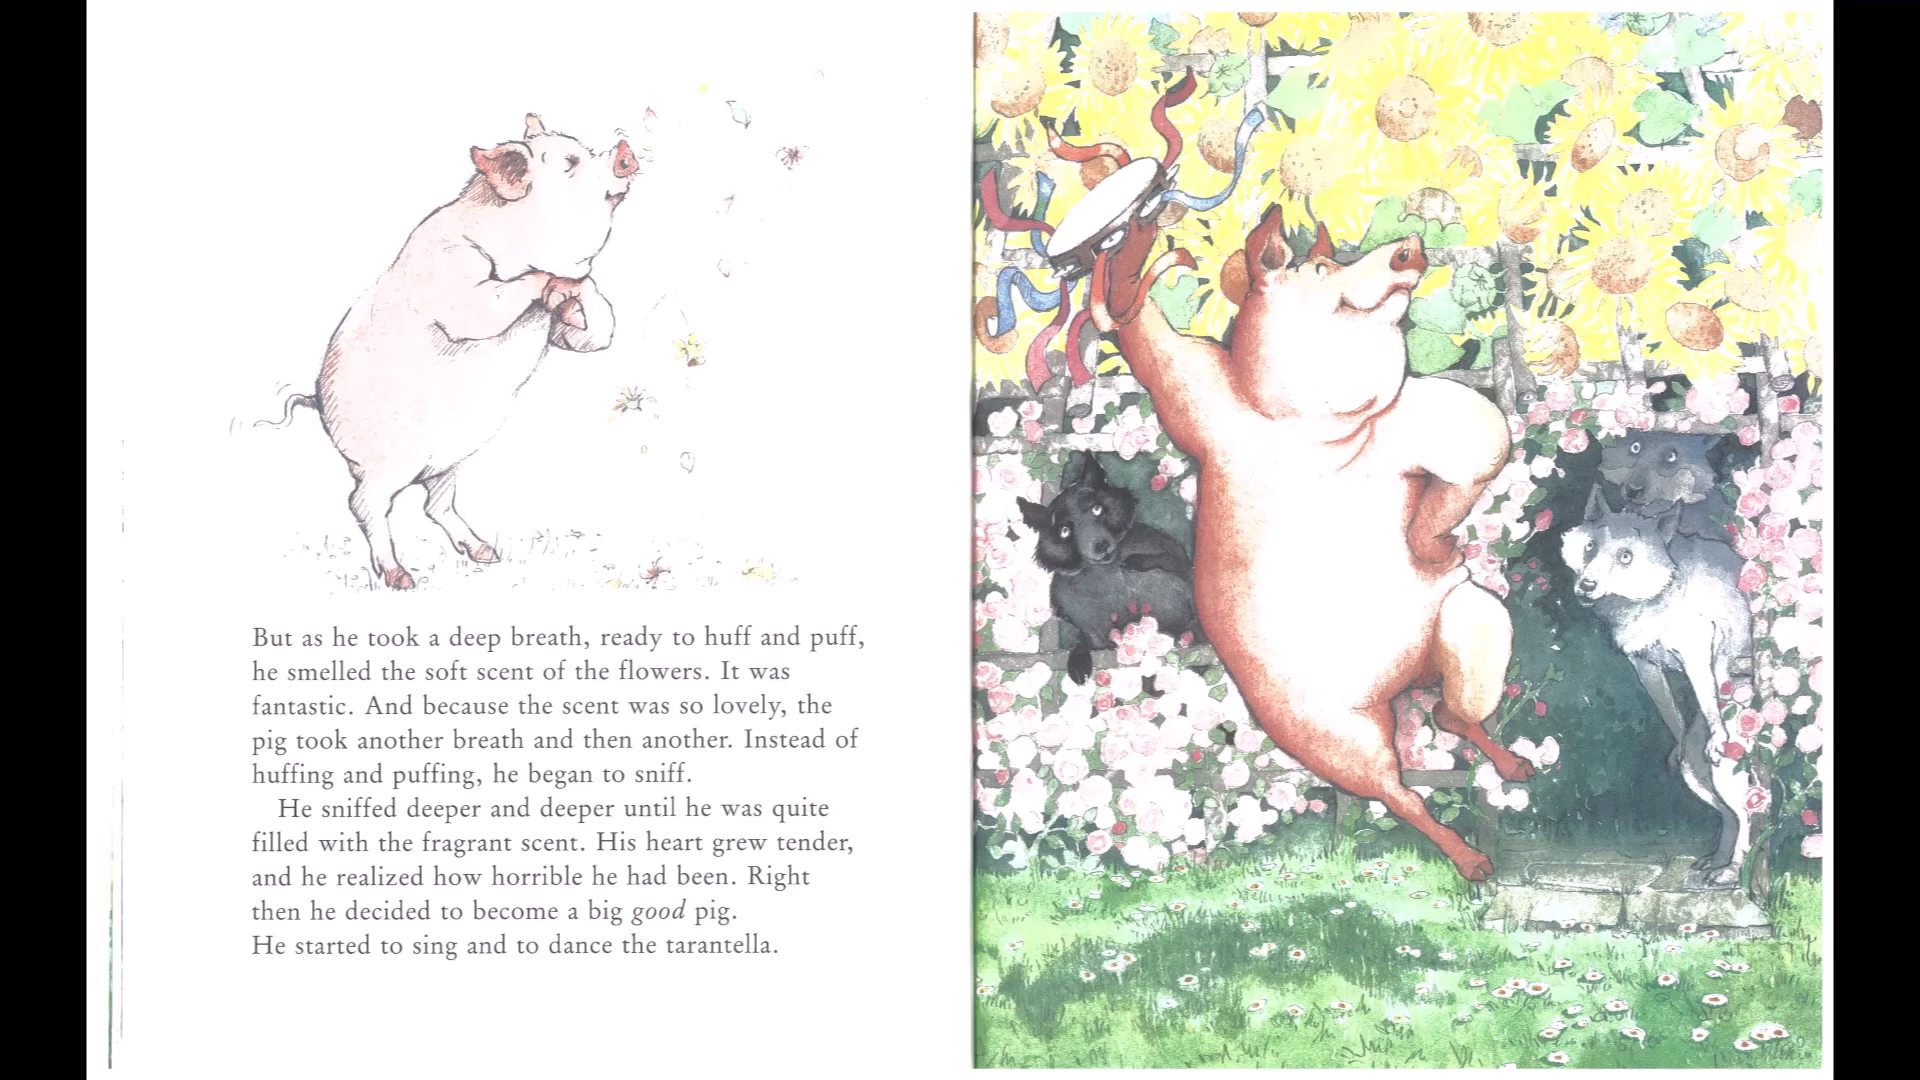 But as he took a deep breath, ready to huff and puff,
he smelled the soft scent of the flowers. It was
fantastic. And because the scent was so lovely, the
pig took another breath and then another. Instead of
huffing and puffing, he began to sniff.
He sniffed deeper and deeper until he was quite
filled with the fragrant scent. His heart grew tender,
and he realized how horrible he had been. Right
then he decided to become a big good pig.
He started to sing and to dance the tarantella.